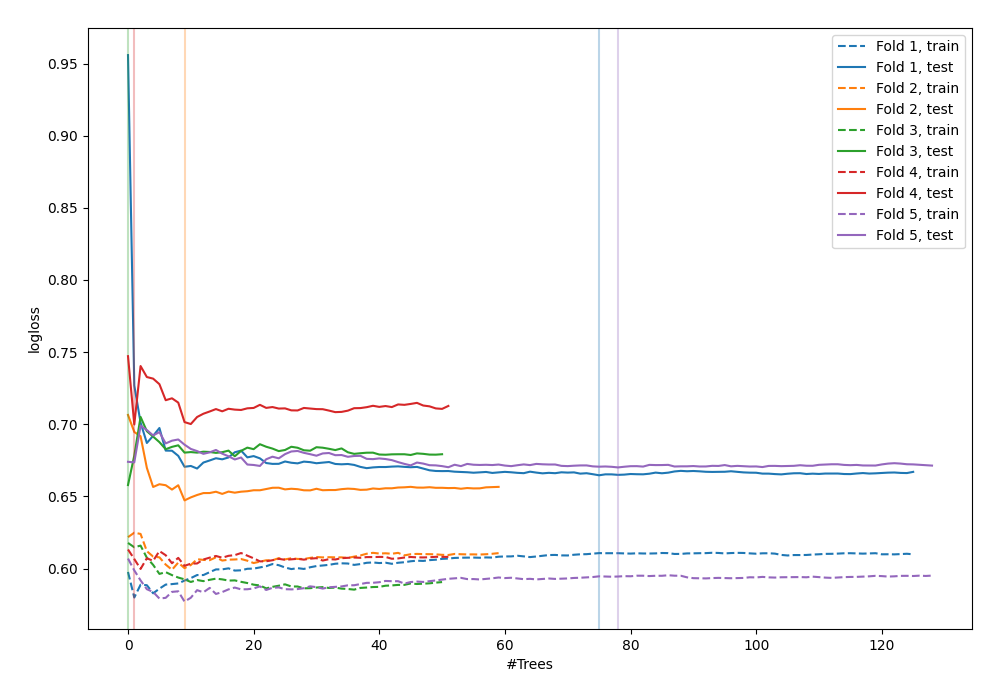 0.95
0.90
0.85
0.80
0.75
0.70
0.65
0.60
logloss
0
20
40
60
80
100
120
#Trees
Fold 1, train
Fold 1, test
Fold 2, train
Fold 2, test
Fold 3, train
Fold 3, test
Fold 4, train
Fold 4, test
Fold 5, train
Fold 5, test